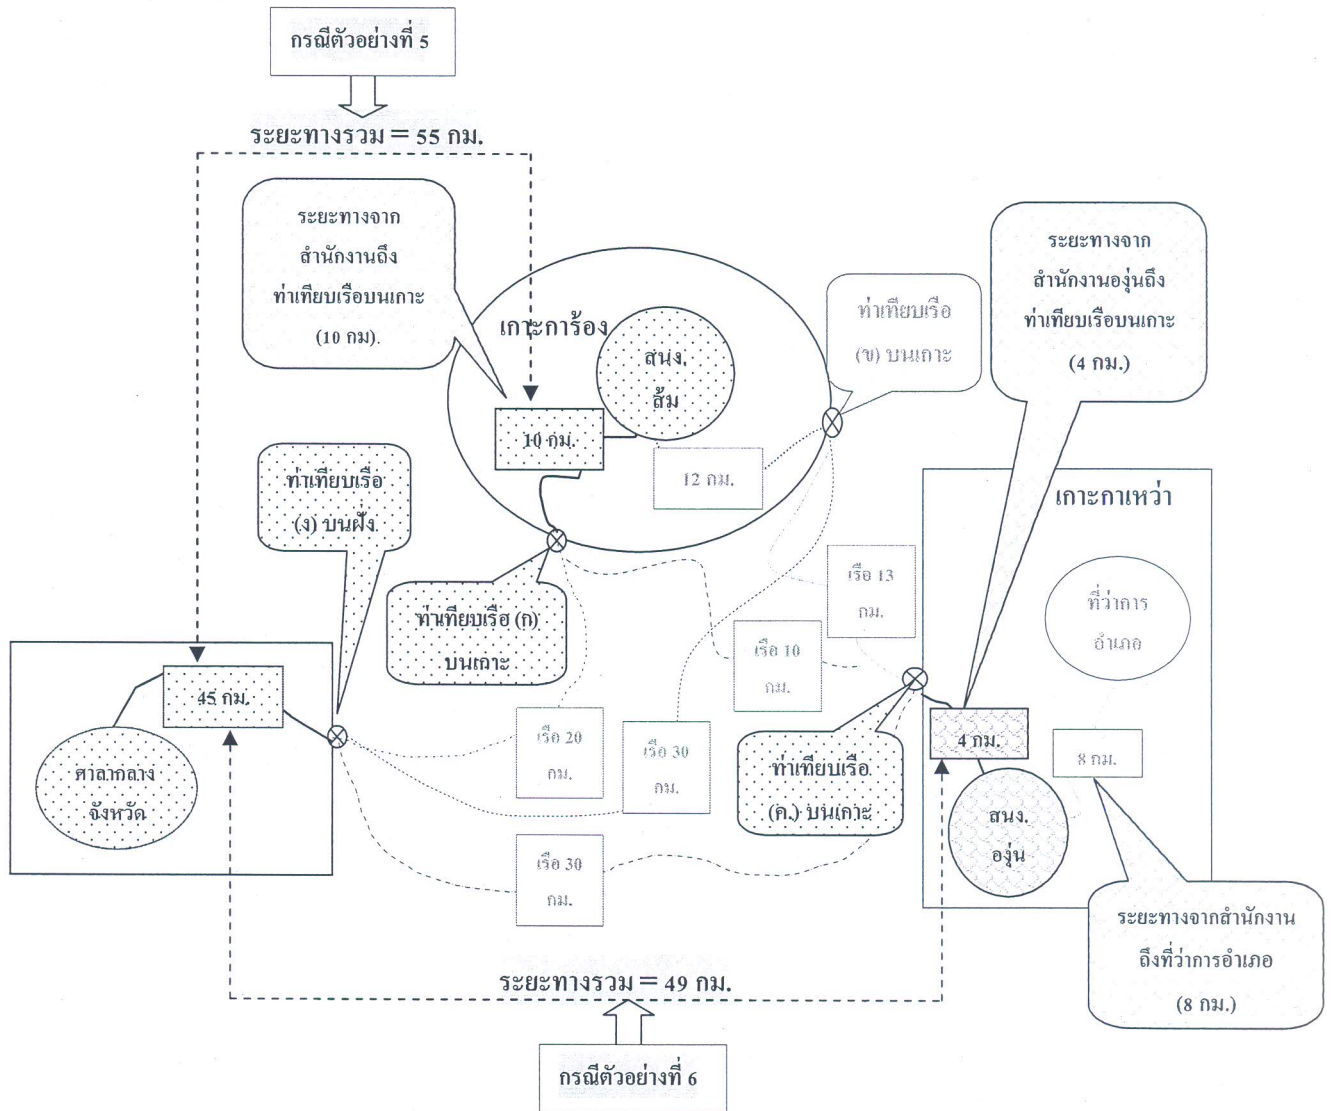 กรณีตัวอย่างที่ 5
ระยะทางรวม = 55 กม.
ระยะทางจาก
สำนักงานถึง
ท่าเทียบเรือบนเกาะ
(10 กม).
เกาะการ้อง
สนง.
ส้ม
10 กม.
12 กม.
ท่าเทียบเรือ
(ข) บนเกาะ
ระยะทางจาก
สำนักงานองุ่นถึง
ท่าเทียบเรือบนเกาะ
(4 กม.)
ท่าเทียบเรือ
(ง) บนฝั่ง
ท่าเทียบเรือ (ก)
บนเกาะ
เกาะกาเหว่า
ที่ว่าการ
อำเภอ
เรือ 13
กม.
เรือ 10
กม.
45 กม.
ศาลากลาง
จังหวัด
เรือ 20
กม.
เรือ 30
กม.
ท่าเทียบเรือ
(ค.) บนเกาะ
4 กม.
8 กม.
สนง.
องุ่น
เรือ 30
กม.
ระยะทางจากสำนักงาน
ถึงที่ว่าการอำเภอ
(8 กม.)
ระยะทางรวม = 49 กม.
กรณีตัวอย่างที่ 6